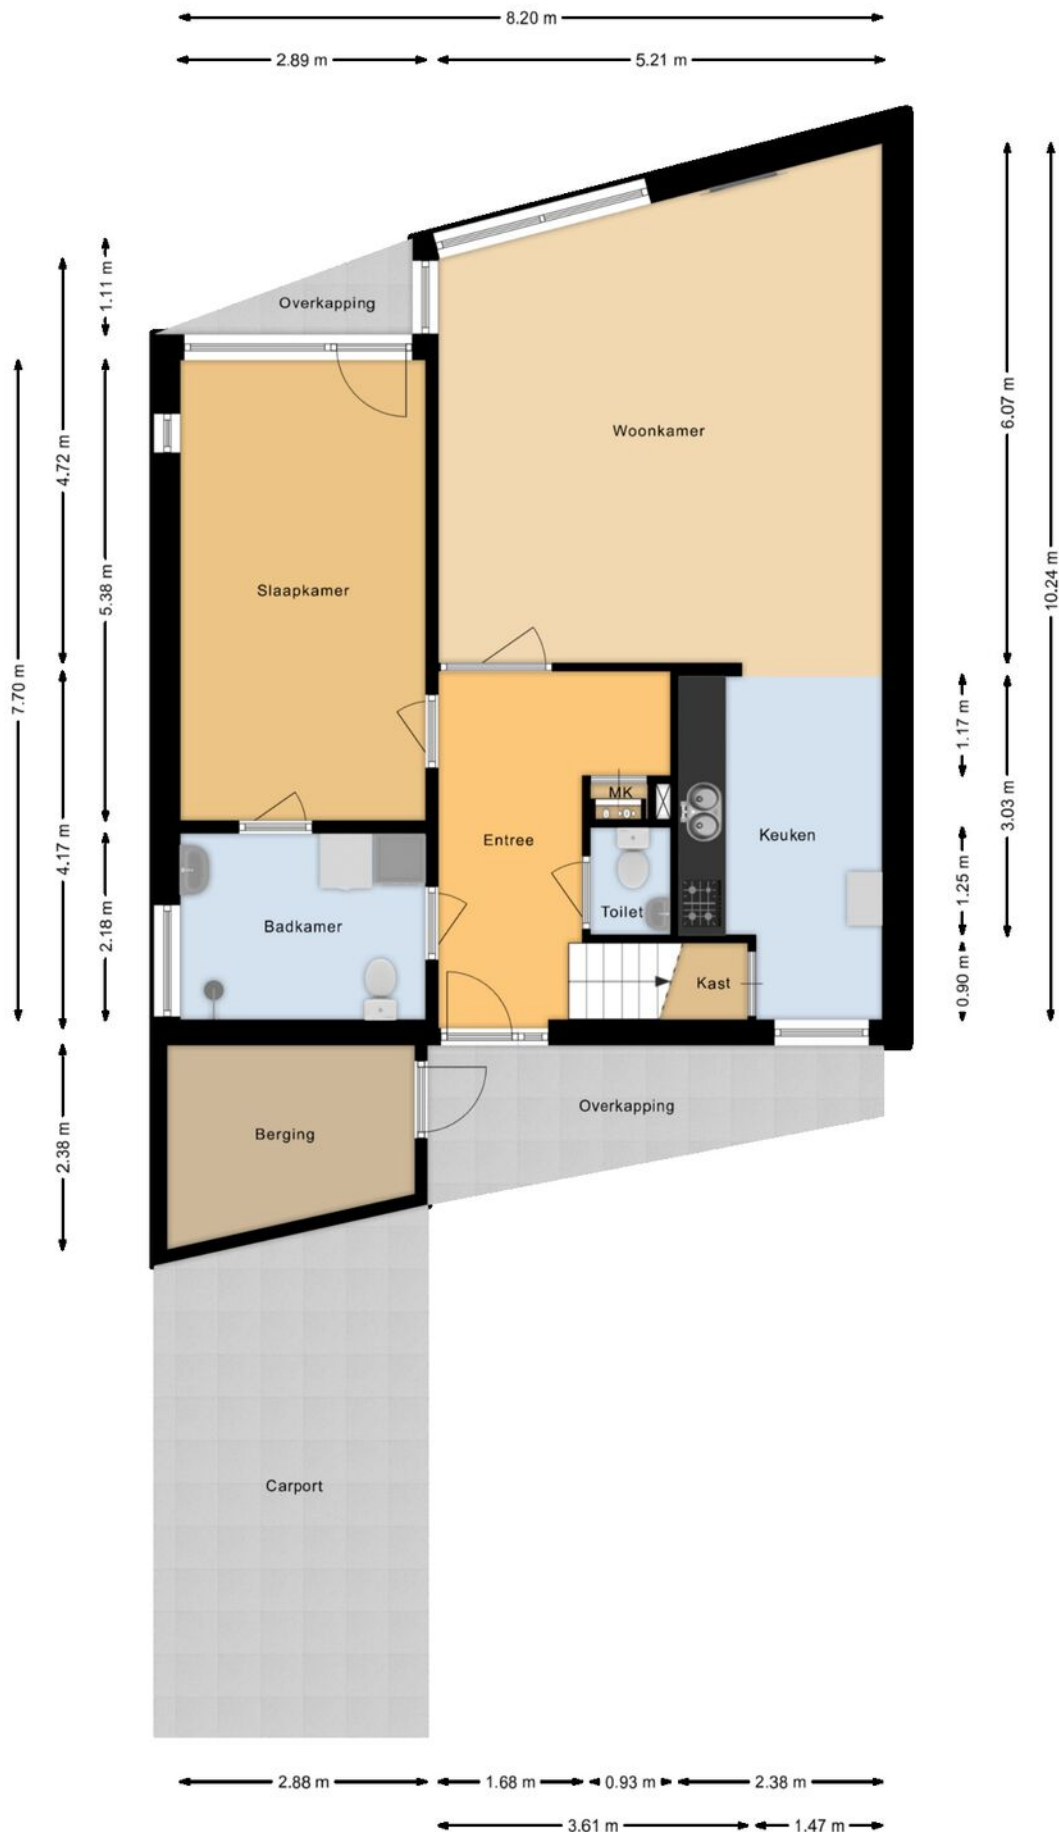 8.20 m
2.89 m
5.21 m
Overkapping
1.11 m
4.72 m
5.38 m
7.70 m
Woonkamer
6.07 m
10.24 m
Slaapkamer
1.17 m
3.03 m
MK
Keuken
Entree
4.17 m
2.18 m
Badkamer
Toilet
1.25 m
Kast
0.90 m
Overkapping
Berging
2.38 m
Carport
2.88 m
1.68 m
0.93 m
2.38 m
3.61 m
1.47 m